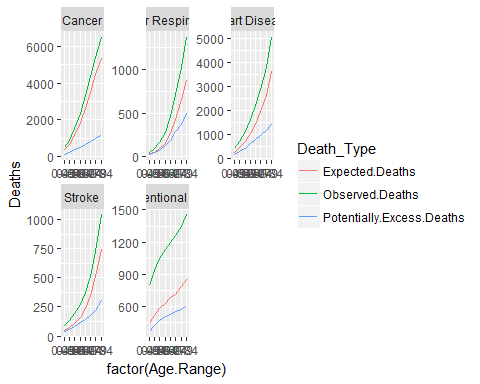 Cancer
r Respir
art Disea
6000
4000
2000
0
1000
500
0
5000
4000
3000
2000
1000
0
Deaths
Stroke
entional
1000
750
500
250
0
1500
1200
900
600
factor(Age.Range)
Death_Type
Expected.Deaths
Observed.Deaths
Potentially.Excess.Deaths